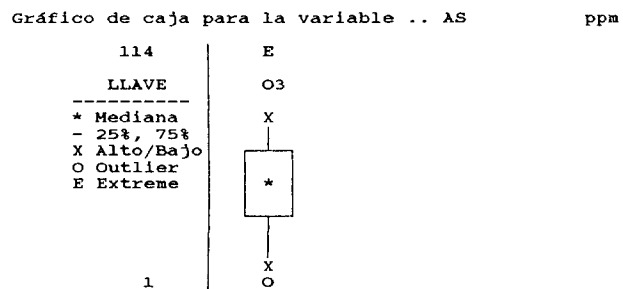 Gráfico de caja para la variable .. AS ppm
114 E
LLAVE O3
----------
* Mediana X
- 25%, 75%
X Alto/Bajo
O Outlier
E Extreme *
X
1 O